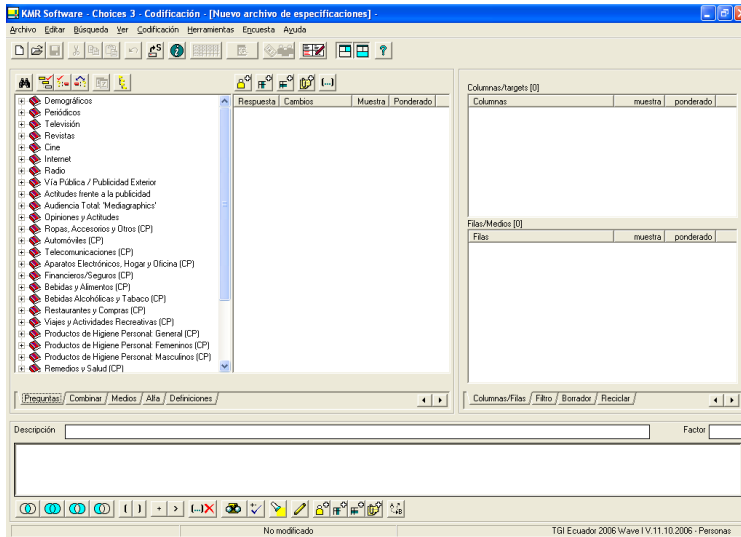 KMR Software - Choices 3 - Codificación - [Nuevo archivo de especificaciones] -
Archivo Editar Búsqueda Ver Codificación Herramientas Encuesta Ayuda
Respuesta Cambios Muestra Ponderado
Demográficos
Periódicos
Televisión
Revistas
Cine
Internet
Radio
Vía Pública / Publicidad Exterior
Actitudes frente a la publicidad
Audiencia Total: 'Mediagraphics'
Opiniones y Actitudes
Ropas, Accesorios y Otros (CP)
Automóviles (CP)
Telecomunicaciones (CP)
Aparatos Electrónicos, Hogar y Oficina (CP)
Financieros/Seguros (CP)
Bebidas y Alimentos (CP)
Bebidas Alcohólicas y Tabaco (CP)
Restaurantes y Compras (CP)
Viajes y Actividades Recreativas (CP)
Productos de Higiene Personal: General (CP)
Productos de Higiene Personal: Femeninos (CP)
Productos de Higiene Personal: Masculinos (CP)
Remedios y Salud (CP)
Preguntas Combinar Medios Alfa Definiciones
Columnas/targets [0]
Columnas muestra ponderado
Filas/Medios [0]
Filas muestra ponderado
Columnas/Filas Filtro Borrador Reciclar
Descripción Factor
( ) + > (...)
No modificado TGI Ecuador 2006 Wave I V.11.10.2006 - Personas